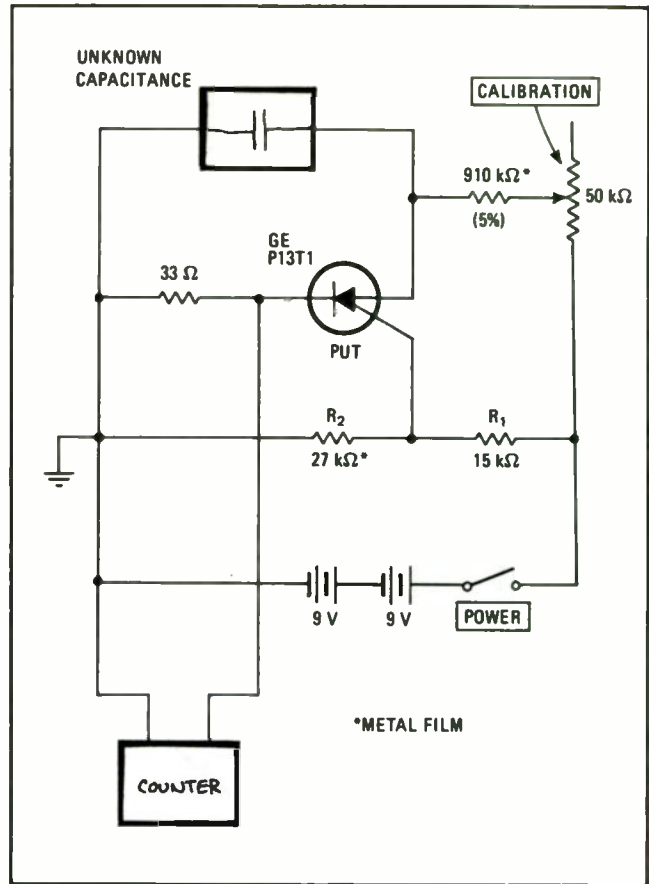 UNKNOWN
CAPACITANCE
CALIBRATION
910 kΩ*
(5%)
50 kΩ
GE
P13T1
33 Ω
PUT
R₂
27 kΩ*
R₁
15 kΩ
9 V
9 V
POWER
*METAL FILM
COUNTER